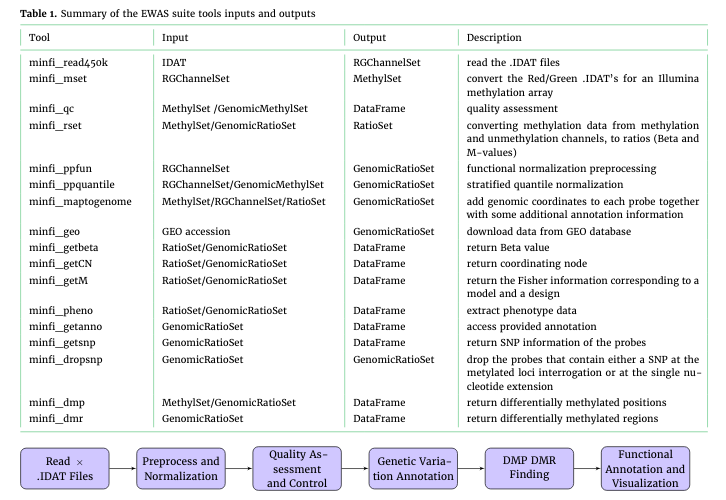 Table 1. Summary of the EWAS suite tools inputs and outputs
Tool Input Output Description
minfi_read450k IDAT RGChannelSet read the .IDAT files
minfi_mset RGChannelSet MethylSet convert the Red/Green .IDAT's for an Illumina
methylation array
minfi_qc MethylSet /GenomicMethylSet DataFrame quality assessment
minfi_rset MethylSet/GenomicRatioSet RatioSet converting methylation data from methylation
and unmethylation channels, to ratios (Beta and
M-values)
minfi_ppfun RGChannelSet GenomicRatioSet functional normalization preprocessing
minfi_ppquantile RGChannelSet/GenomicMethylSet GenomicRatioSet stratified quantile normalization
minfi_maptogenome MethylSet/RGChannelSet/RatioSet GenomicRatioSet add genomic coordinates to each probe together
with some additional annotation information
minfi_geo GEO accession GenomicRatioSet download data from GEO database
minfi_getbeta RatioSet/GenomicRatioSet DataFrame return Beta value
minfi_getCN RatioSet/GenomicRatioSet DataFrame return coordinating node
minfi_getM RatioSet/GenomicRatioSet DataFrame return the Fisher information corresponding to a
model and a design
minfi_pheno RatioSet/GenomicRatioSet DataFrame extract phenotype data
minfi_getanno GenomicRatioSet DataFrame access provided annotation
minfi_getsnp GenomicRatioSet DataFrame return SNP information of the probes
minfi_dropsnp GenomicRatioSet GenomicRatioSet drop the probes that contain either a SNP at the
metylated loci interrogation or at the single nu-
cleotide extension
minfi_dmp MethylSet/GenomicRatioSet DataFrame return differentially methylated positions
minfi_dmr GenomicRatioSet DataFrame return differentially methylated regions
Read ×
.IDAT Files
Preprocess and
Normalization
Quality As-
sessment
and Control
Genetic Varia-
tion Annotation
DMP DMR
Finding
Functional
Annotation and
Visualization